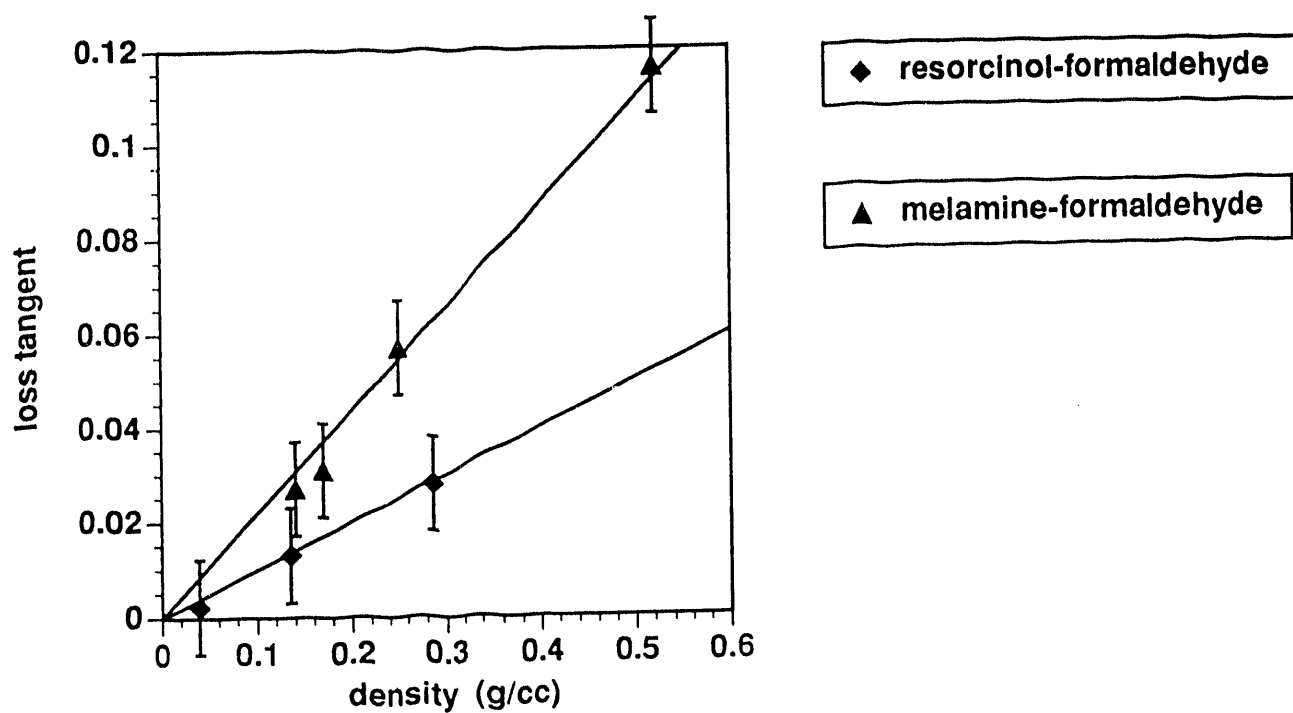 0.12
0.1
0.08
0.06
0.04
0.02
0
loss tangent
0 0.1 0.2 0.3 0.4 0.5 0.6
density (g/cc)
resorcinol-formaldehyde
melamine-formaldehyde